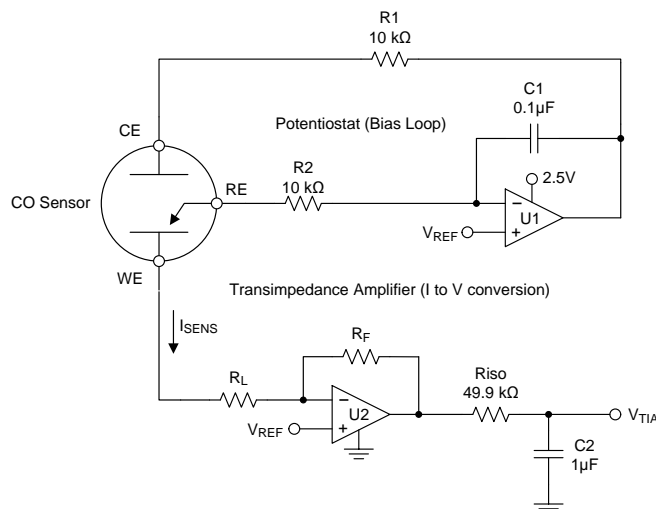 R1
10 kΩ
C1
0.1µF
CE
Potentiostat (Bias Loop)
R2
10 kΩ
2.5V
CO Sensor
RE
−
U1
VREF
+
WE
Transimpedance Amplifier (I to V conversion)
ISENS
RF
RL
Riso
49.9 kΩ
−
U2
VREF
+
VTIA
C2
1µF